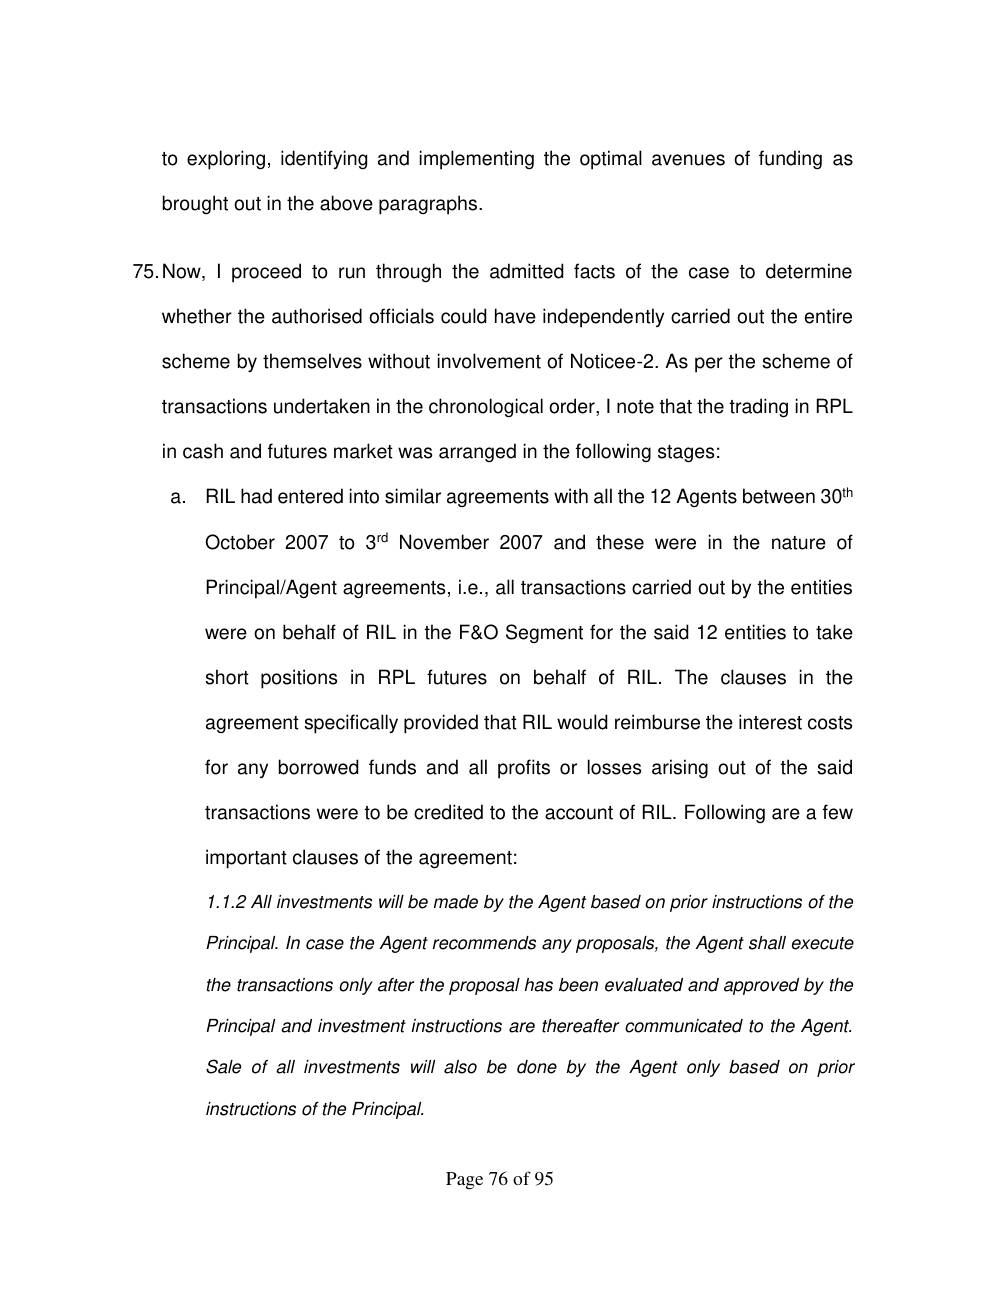 to exploring, identifying and implementing the optimal avenues of funding as
brought out in the above paragraphs.
75. Now, I proceed to run through the admitted facts of the case to determine
whether the authorised officials could have independently carried out the entire
scheme by themselves without involvement of Noticee-2. As per the scheme of
transactions undertaken in the chronological order, I note that the trading in RPL
in cash and futures market was arranged in the following stages:
a. RIL had entered into similar agreements with all the 12 Agents between 30th
October 2007 to 3rd November 2007 and these were in the nature of
Principal/Agent agreements, i.e., all transactions carried out by the entities
were on behalf of RIL in the F&O Segment for the said 12 entities to take
short positions in RPL futures on behalf of RIL. The clauses in the
agreement specifically provided that RIL would reimburse the interest costs
for any borrowed funds and all profits or losses arising out of the said
transactions were to be credited to the account of RIL. Following are a few
important clauses of the agreement:
1.1.2 All investments will be made by the Agent based on prior instructions of the
Principal. In case the Agent recommends any proposals, the Agent shall execute
the transactions only after the proposal has been evaluated and approved by the
Principal and investment instructions are thereafter communicated to the Agent.
Sale of all investments will also be done by the Agent only based on prior
instructions of the Principal.
Page 76 of 95